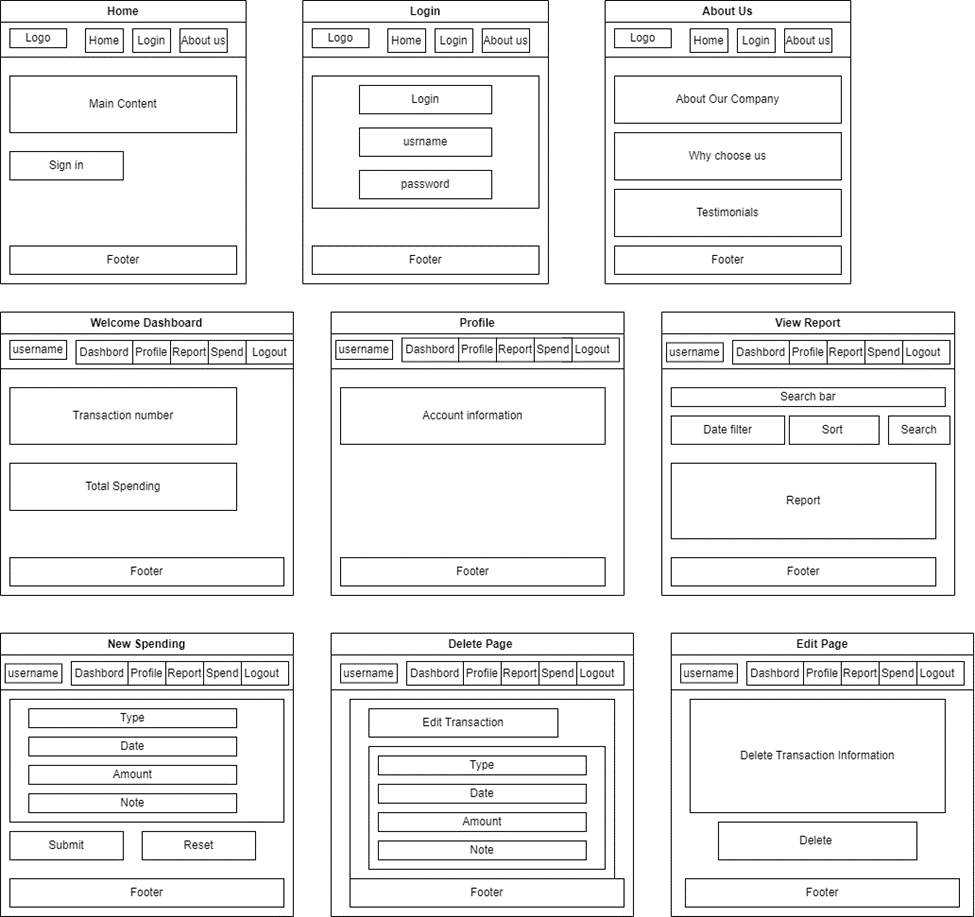 Home
Logo
Home
Login
About us
Main Content
Sign in
Footer
Login
Logo
Home
Login
About us
Login
usrname
password
Footer
About Us
Logo
Home
Login
About us
About Our Company
Why choose us
Testimonials
Footer
Welcome Dashboard
username
Dashbord
Profile
Report
Spend
Logout
Transaction number
Total Spending
Footer
Profile
username
Dashbord
Profile
Report
Spend
Logout
Account information
Footer
View Report
username
Dashbord
Profile
Report
Spend
Logout
Search bar
Date filter
Sort
Search
Report
Footer
New Spending
username
Dashbord
Profile
Report
Spend
Logout
Type
Date
Amount
Note
Submit
Reset
Footer
Delete Page
username
Dashbord
Profile
Report
Spend
Logout
Edit Transaction
Type
Date
Amount
Note
Footer
Edit Page
username
Dashbord
Profile
Report
Spend
Logout
Delete Transaction Information
Delete
Footer